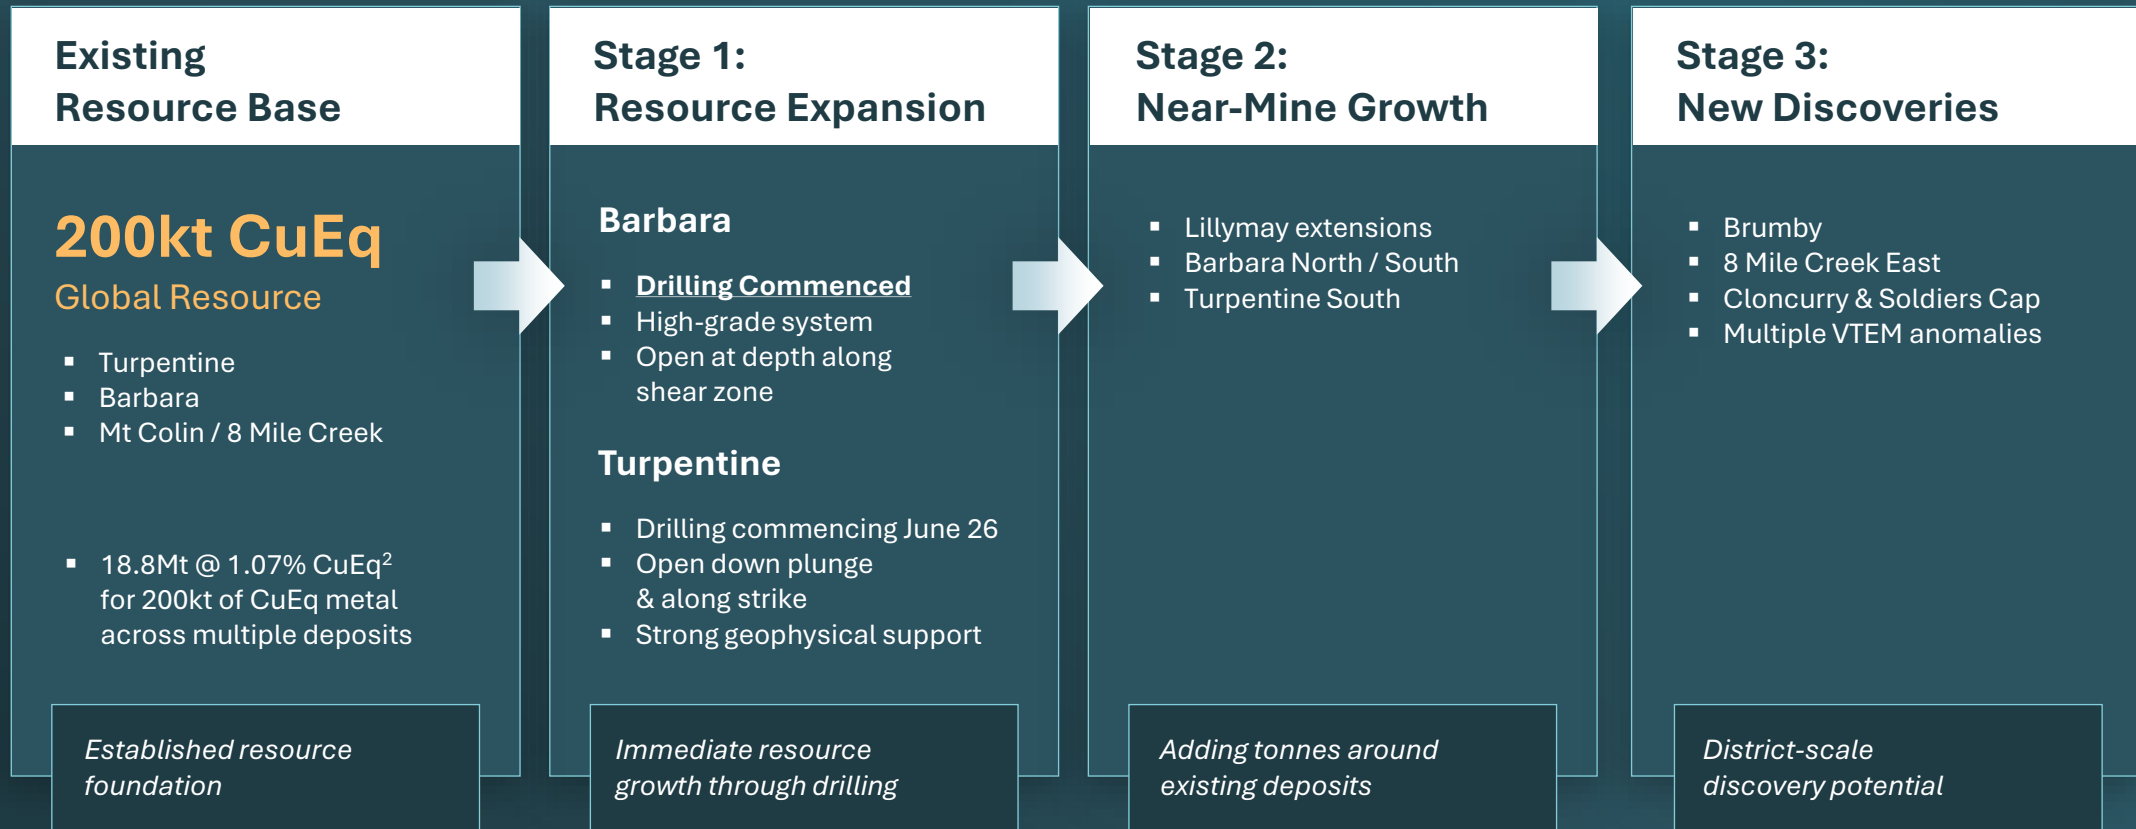 Existing
Resource Base
200kt CuEq
Global Resource
▪ Turpentine
▪ Barbara
▪ Mt Colin / 8 Mile Creek
▪ 18.8Mt @ 1.07% CuEq²
for 200kt of CuEq metal
across multiple deposits
Established resource
foundation
Stage 1:
Resource Expansion
Barbara
▪ Drilling Commenced
▪ High-grade system
▪ Open at depth along
shear zone
Turpentine
▪ Drilling commencing June 26
▪ Open down plunge
& along strike
▪ Strong geophysical support
Immediate resource
growth through drilling
Stage 2:
Near-Mine Growth
▪ Lillymay extensions
▪ Barbara North / South
▪ Turpentine South
Adding tonnes around
existing deposits
Stage 3:
New Discoveries
▪ Brumby
▪ 8 Mile Creek East
▪ Cloncurry & Soldiers Cap
▪ Multiple VTEM anomalies
District-scale
discovery potential